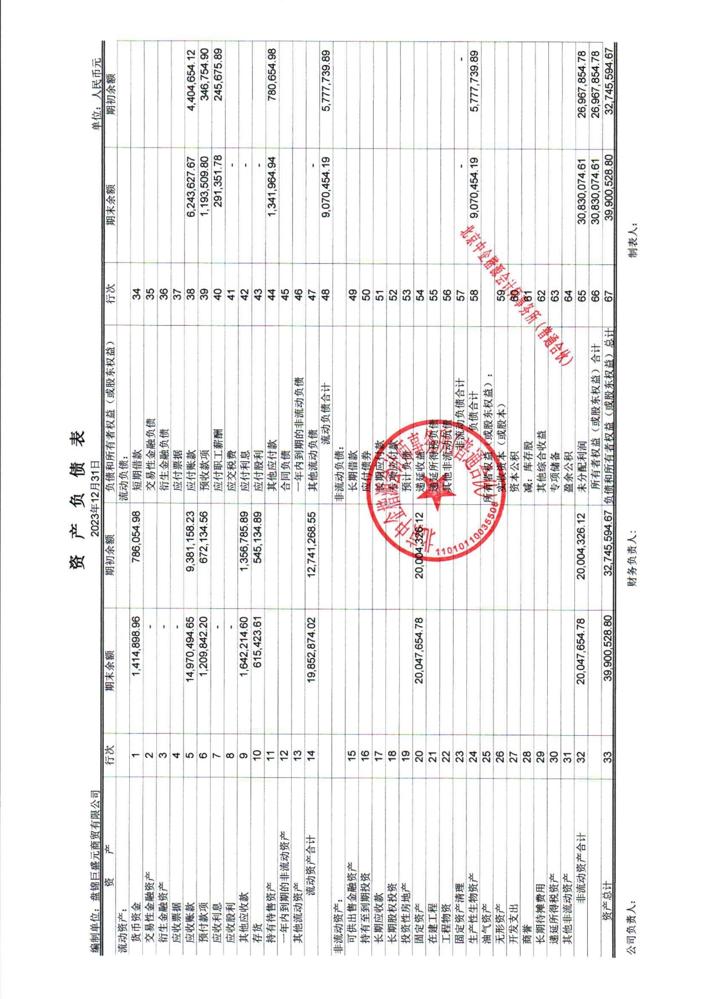 资 产 负 债 表
2023年12月31日
编制单位：盘锦巨盛元商贸有限公司 单位：人民币元
资 产 行次 期末余额 期初余额 负债和所有者权益（或股东权益） 行次 期末余额 期初余额
流动资产： 流动负债：
货币资金 1 1,414,898.96 786,054.98 短期借款 34
交易性金融资产 2 - 交易性金融负债 35
衍生金融资产 3 - 衍生金融负债 36
应收票据 4 - 应付票据 37
应收账款 5 14,970,494.65 9,381,158.23 应付账款 38 6,243,627.67 4,404,654.12
预付款项 6 1,209,842.20 672,134.56 预收款项 39 1,193,509.80 346,754.90
应收利息 7 - 应付职工薪酬 40 291,351.78 245,675.89
应收股利 8 - 应交税费 41 -
其他应收款 9 1,642,214.60 1,356,785.89 应付利息 42 -
存货 10 615,423.61 545,134.89 应付股利 43 -
持有待售资产 11 其他应付款 44 1,341,964.94 780,654.98
一年内到期的非流动资产 12 合同负债 45
其他流动资产 13 一年内到期的非流动负债 46
流动资产合计 14 19,852,874.02 12,741,268.55 其他流动负债 47 -
流动负债合计 48 9,070,454.19 5,777,739.89
非流动资产： 非流动负债：
可供出售金融资产 15 长期借款 49
持有至到期投资 16 应付债券 50
长期应收款 17 长期应付款 51
长期股权投资 18 专项应付款 52
投资性房地产 19 预计负债 53
固定资产 20 20,047,654.78 20,004,326.12 递延收益 54
在建工程 21 递延所得税负债 55
工程物资 22 其他非流动负债 56
固定资产清理 23 非流动负债合计 57 - -
生产性生物资产 24 负债合计 58 9,070,454.19 5,777,739.89
油气资产 25 所有者权益（或股东权益）：
无形资产 26 实收资本（或股本） 59
开发支出 27 资本公积 60
商誉 28 减：库存股 61
长期待摊费用 29 其他综合收益 62
递延所得税资产 30 专项储备 63
其他非流动资产 31 盈余公积 64
非流动资产合计 32 20,047,654.78 20,004,326.12 未分配利润 65 30,830,074.61 26,967,854.78
所有者权益（或股东权益）合计 66 30,830,074.61 26,967,854.78
资产总计 33 39,900,528.80 32,745,594.67 负债和所有者权益（或股东权益）总计 67 39,900,528.80 32,745,594.67
公司负责人： 财务负责人： 制表人：
北京中企楷源会计师事务所（普通合伙）
北京中企楷源会计师事务所（普通合伙）
11010110035508